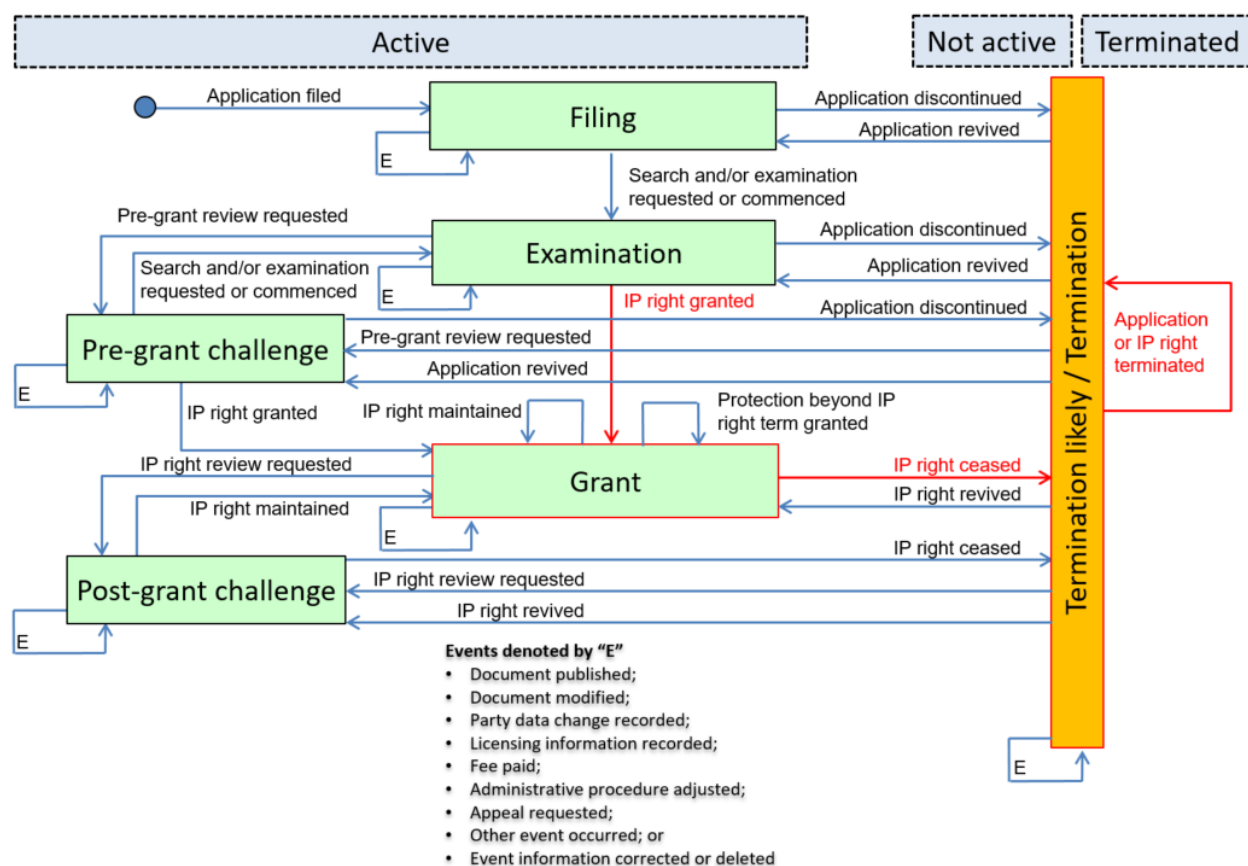 Active
Not active
Terminated
Application filed
Filing
Application discontinued
Application revived
E
Search and/or examination
requested or commenced
Pre-grant review requested
Examination
Application discontinued
Search and/or examination
requested or commenced
E
Application revived
IP right granted
Application discontinued
Pre-grant challenge
Pre-grant review requested
Application revived
E
Application
or IP right
terminated
Termination likely / Termination
IP right granted
IP right maintained
Protection beyond IP
right term granted
IP right review requested
Grant
IP right ceased
IP right revived
IP right maintained
E
IP right ceased
Post-grant challenge
IP right review requested
IP right revived
E
Events denoted by “E”
• Document published;
• Document modified;
• Party data change recorded;
• Licensing information recorded;
• Fee paid;
• Administrative procedure adjusted;
• Appeal requested;
• Other event occurred; or
• Event information corrected or deleted
E